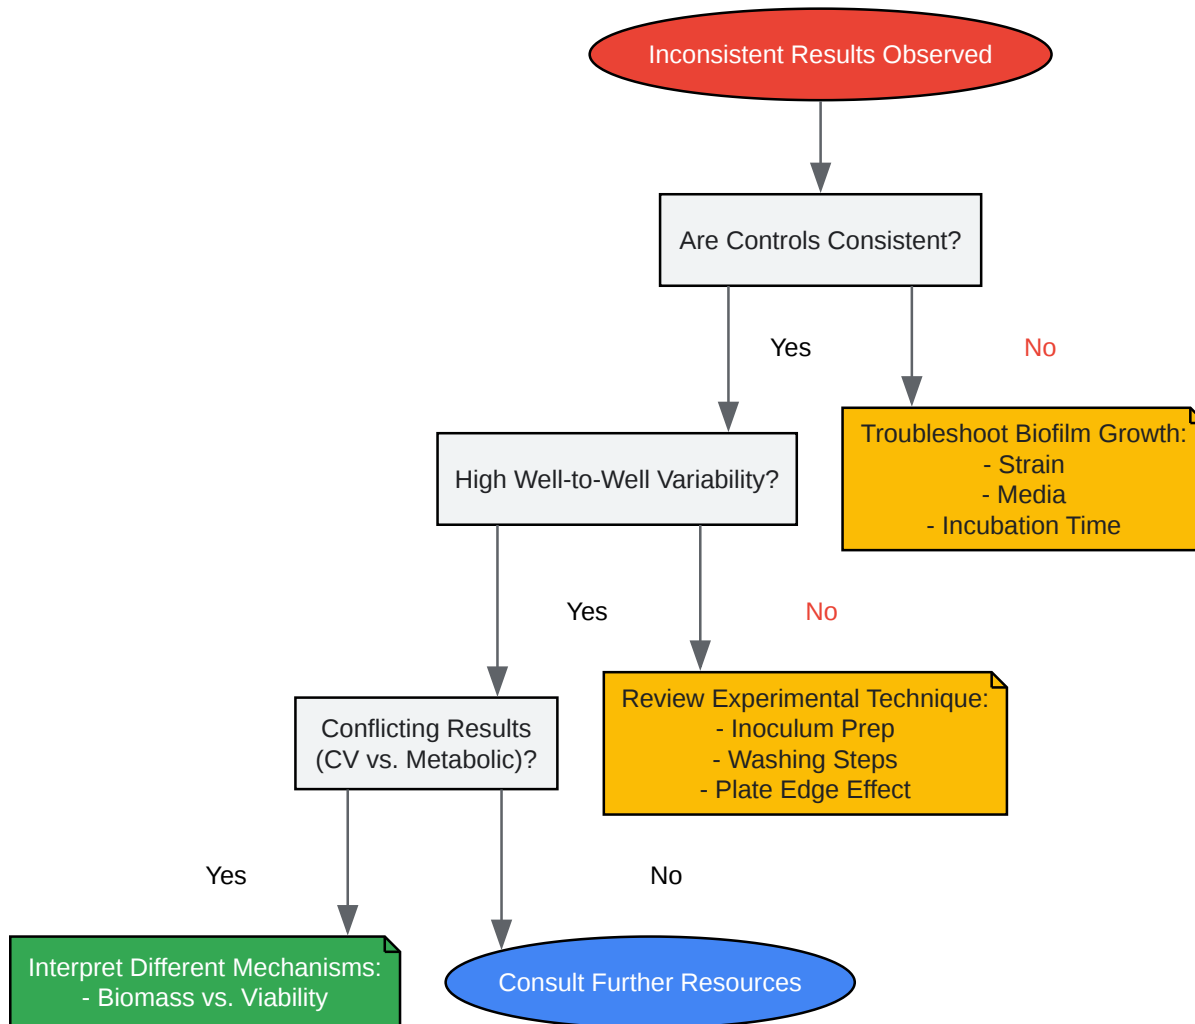 Inconsistent Results Observed
Are Controls Consistent?
Yes
No
Troubleshoot Biofilm Growth:
- Strain
- Media
- Incubation Time
High Well-to-Well Variability?
Yes
No
Review Experimental Technique:
- Inoculum Prep
- Washing Steps
- Plate Edge Effect
Conflicting Results
(CV vs. Metabolic)?
Yes
No
Interpret Different Mechanisms:
- Biomass vs. Viability
Consult Further Resources